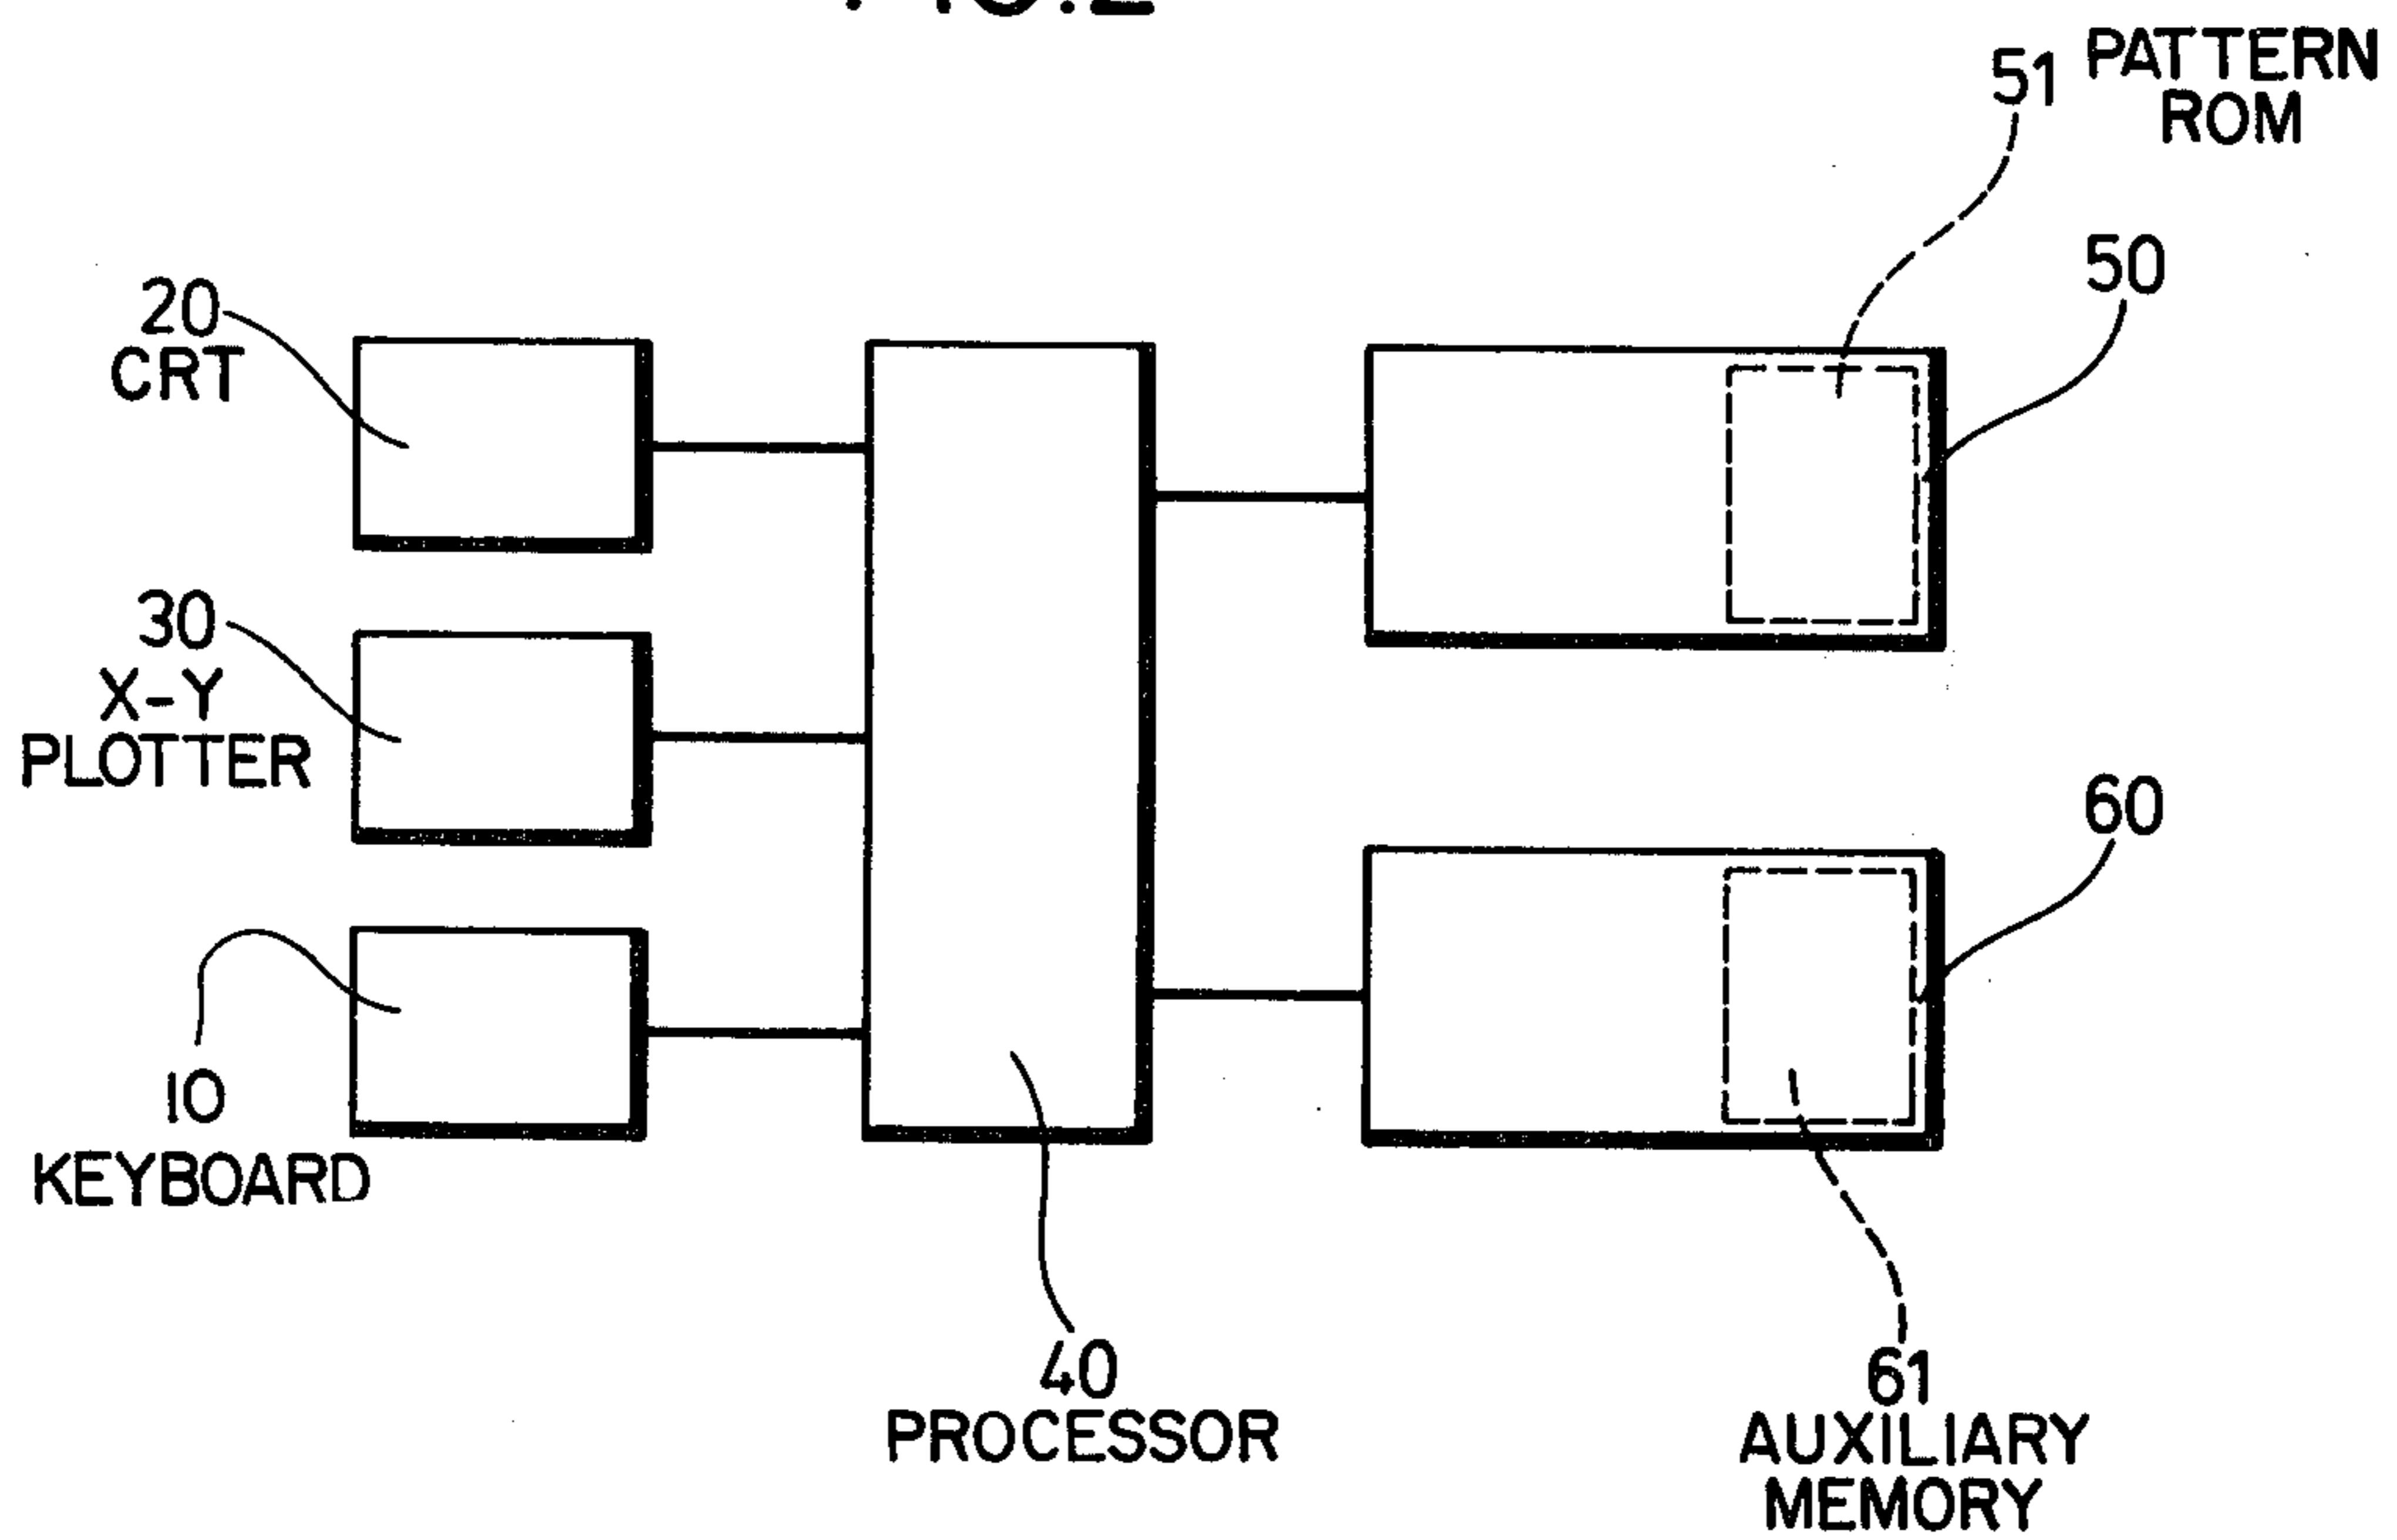 51 PATTERN
ROM
50
20
CRT
30
X-Y
PLOTTER
60
10
KEYBOARD
40
PROCESSOR
61
AUXILIARY
MEMORY